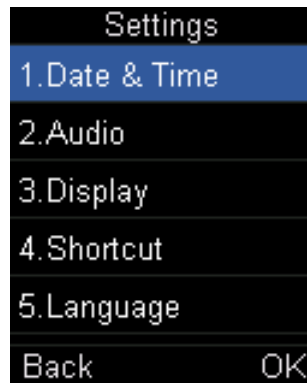 Settings
1.Date & Time
2.Audio
3.Display
4.Shortcut
5.Language
Back OK